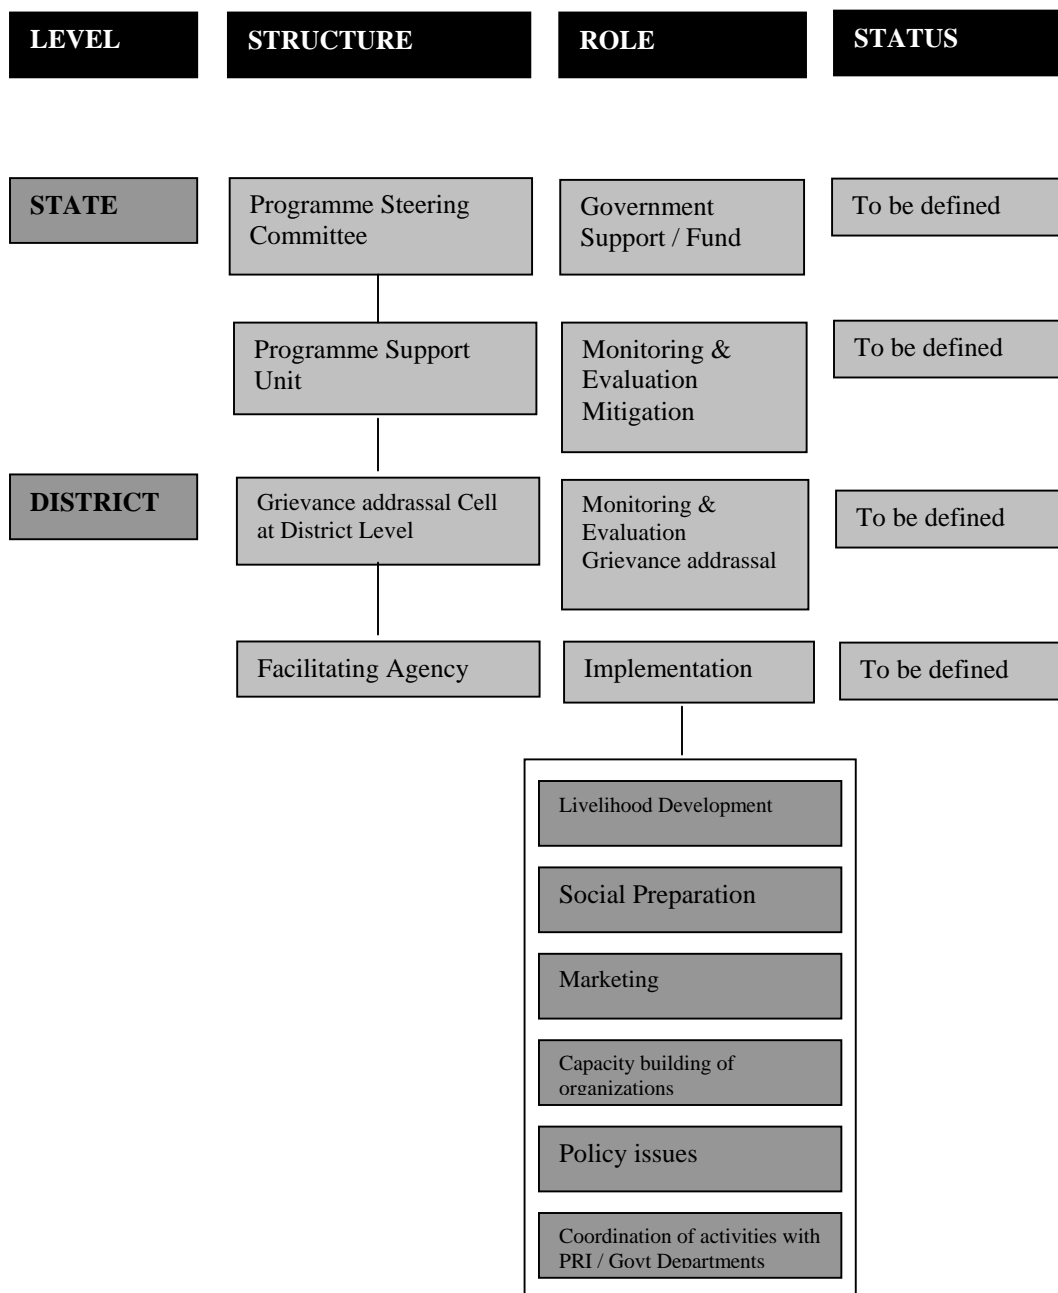 LEVEL
STRUCTURE
ROLE
STATUS
STATE
Programme Steering
Committee
Government
Support / Fund
To be defined
Programme Support
Unit
Monitoring &
Evaluation
Mitigation
To be defined
DISTRICT
Grievance addrassal Cell
at District Level
Monitoring &
Evaluation
Grievance addrassal
To be defined
Facilitating Agency
Implementation
To be defined
Livelihood Development
Social Preparation
Marketing
Capacity building of
organizations
Policy issues
Coordination of activities with
PRI / Govt Departments